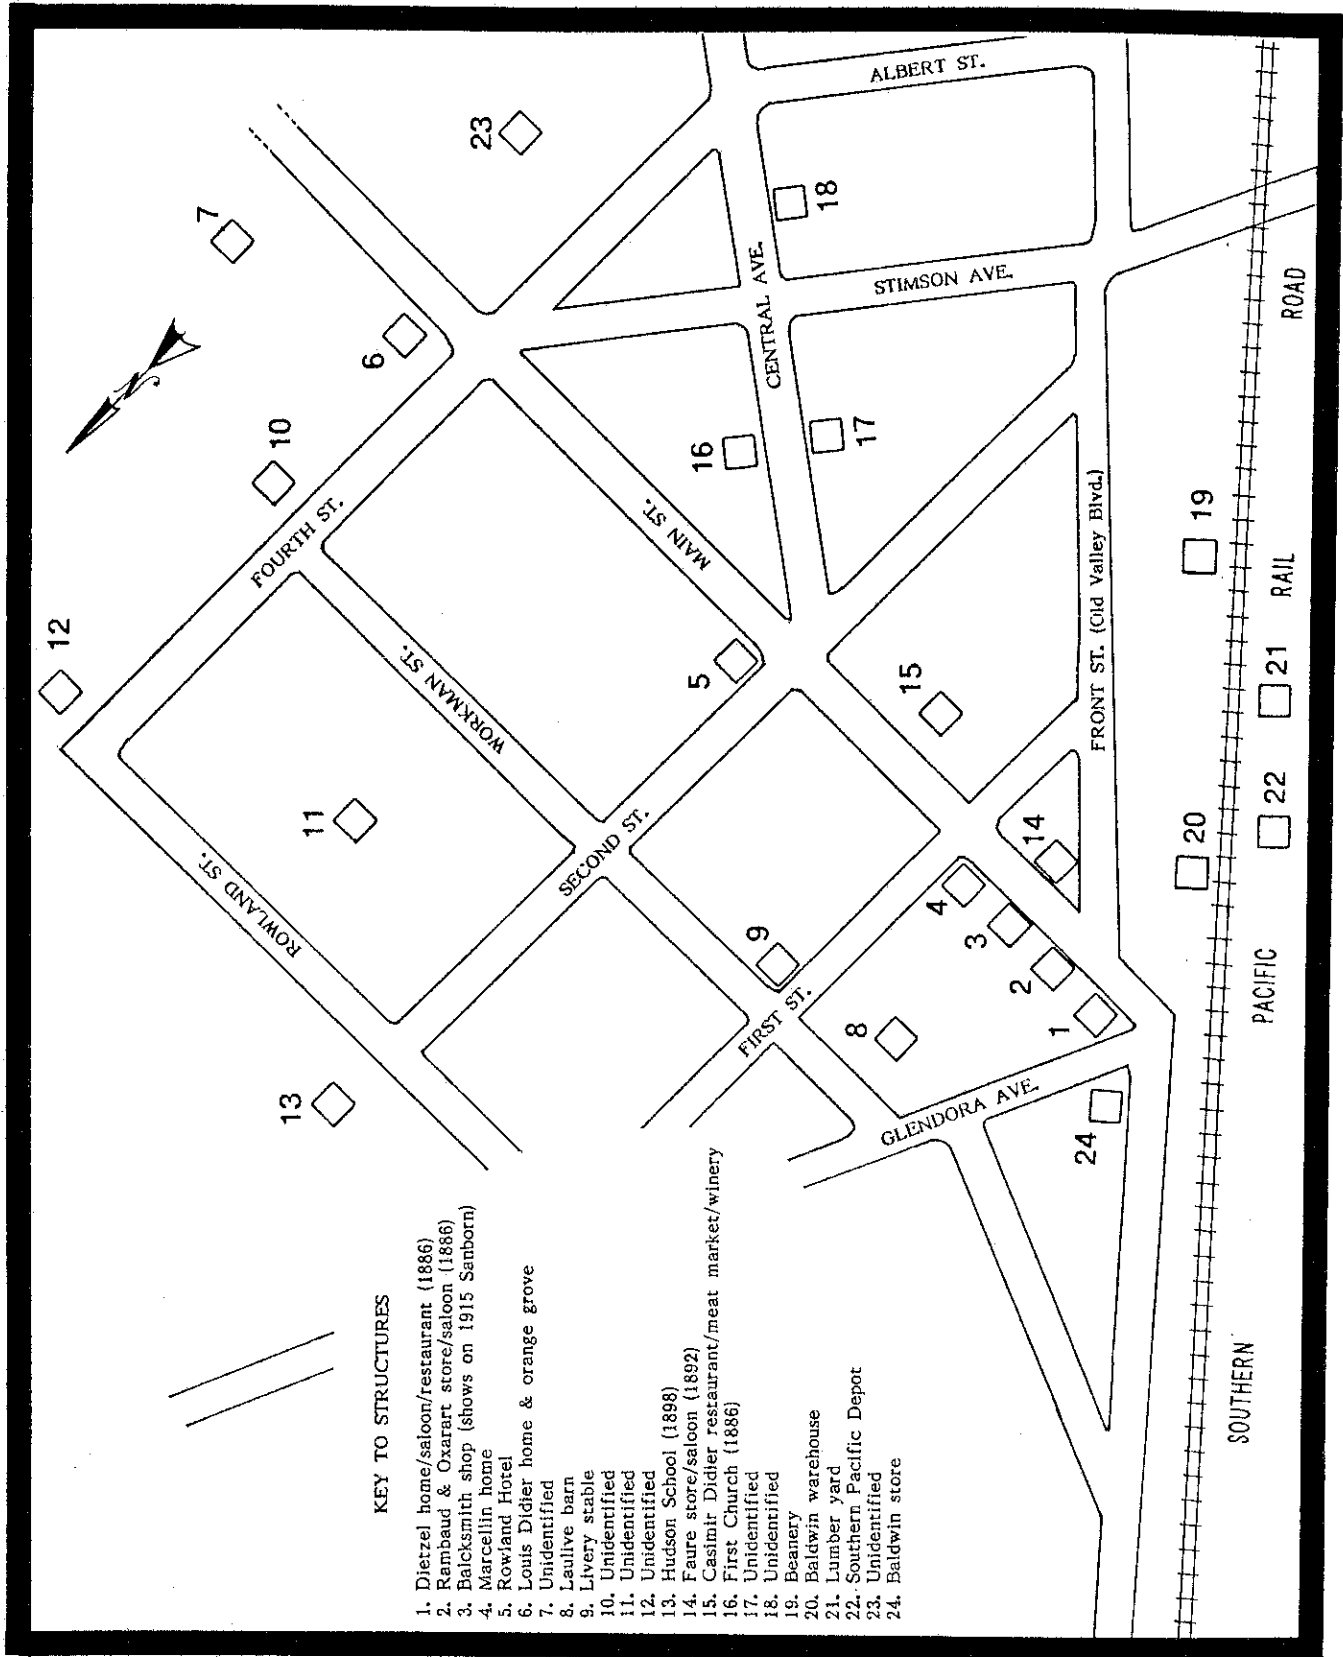 KEY TO STRUCTURES
1. Dietzel home/saloon/restaurant (1886)
2. Rambaud & Oxarart store/saloon (1886)
3. Balcksmith shop (shows on 1915 Sanborn)
4. Marcellin home
5. Rowland Hotel
6. Louis Didier home & orange grove
7. Unidentified
8. Laulive barn
9. Livery stable
10. Unidentified
11. Unidentified
12. Unidentified
13. Hudson School (1898)
14. Faure store/saloon (1892)
15. Casimir Didier restaurant/meat market/winery
16. First Church (1886)
17. Unidentified
18. Unidentified
19. Beanery
20. Baldwin warehouse
21. Lumber yard
22. Southern Pacific Depot
23. Unidentified
24. Baldwin store
13
12
11
10
7
6
23
ROWLAND ST.
FOURTH ST.
WORKMAN ST.
SECOND ST.
MAIN ST.
N
9
5
16
CENTRAL AVE.
ALBERT ST.
18
17
STIMSON AVE.
FIRST ST.
8
4
3
2
1
15
14
GLENDORA AVE.
24
FRONT ST. (Old Valley Blvd.)
20
19
22
21
SOUTHERN
PACIFIC
RAIL
ROAD